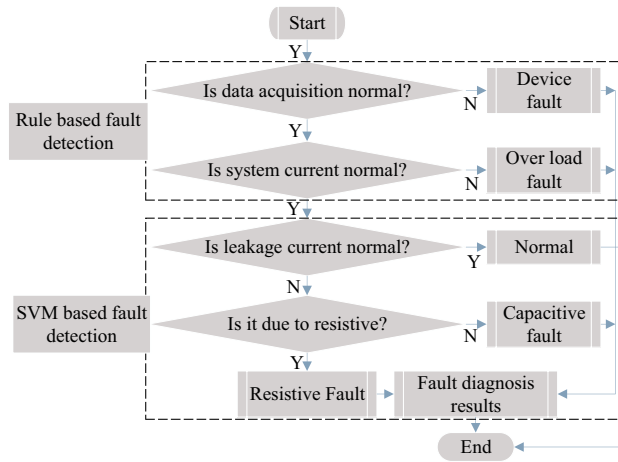 Start
Y
Is data acquisition normal?
N
Device
fault
Rule based fault
detection
Y
Is system current normal?
N
Over load
fault
Y
Is leakage current normal?
Y
Normal
N
SVM based fault
detection
Is it due to resistive?
N
Capacitive
fault
Y
Resistive Fault
Fault diagnosis
results
End